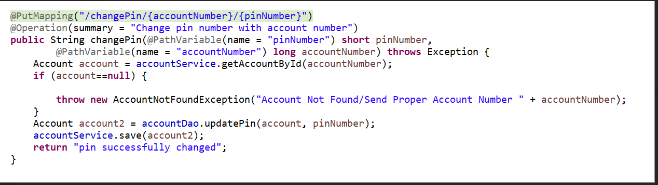 @PutMapping("/changePin/{accountNumber}/{pinNumber}")
@Operation(summary = "Change pin number with account number")
public String changePin(@PathVariable(name = "pinNumber") short pinNumber,
@PathVariable(name = "accountNumber") long accountNumber) throws Exception {
Account account = accountService.getAccountById(accountNumber);
if (account==null) {
throw new AccountNotFoundException("Account Not Found/Send Proper Account Number " + accountNumber);
}
Account account2 = accountDao.updatePin(account, pinNumber);
accountService.save(account2);
return "pin successfully changed";
}